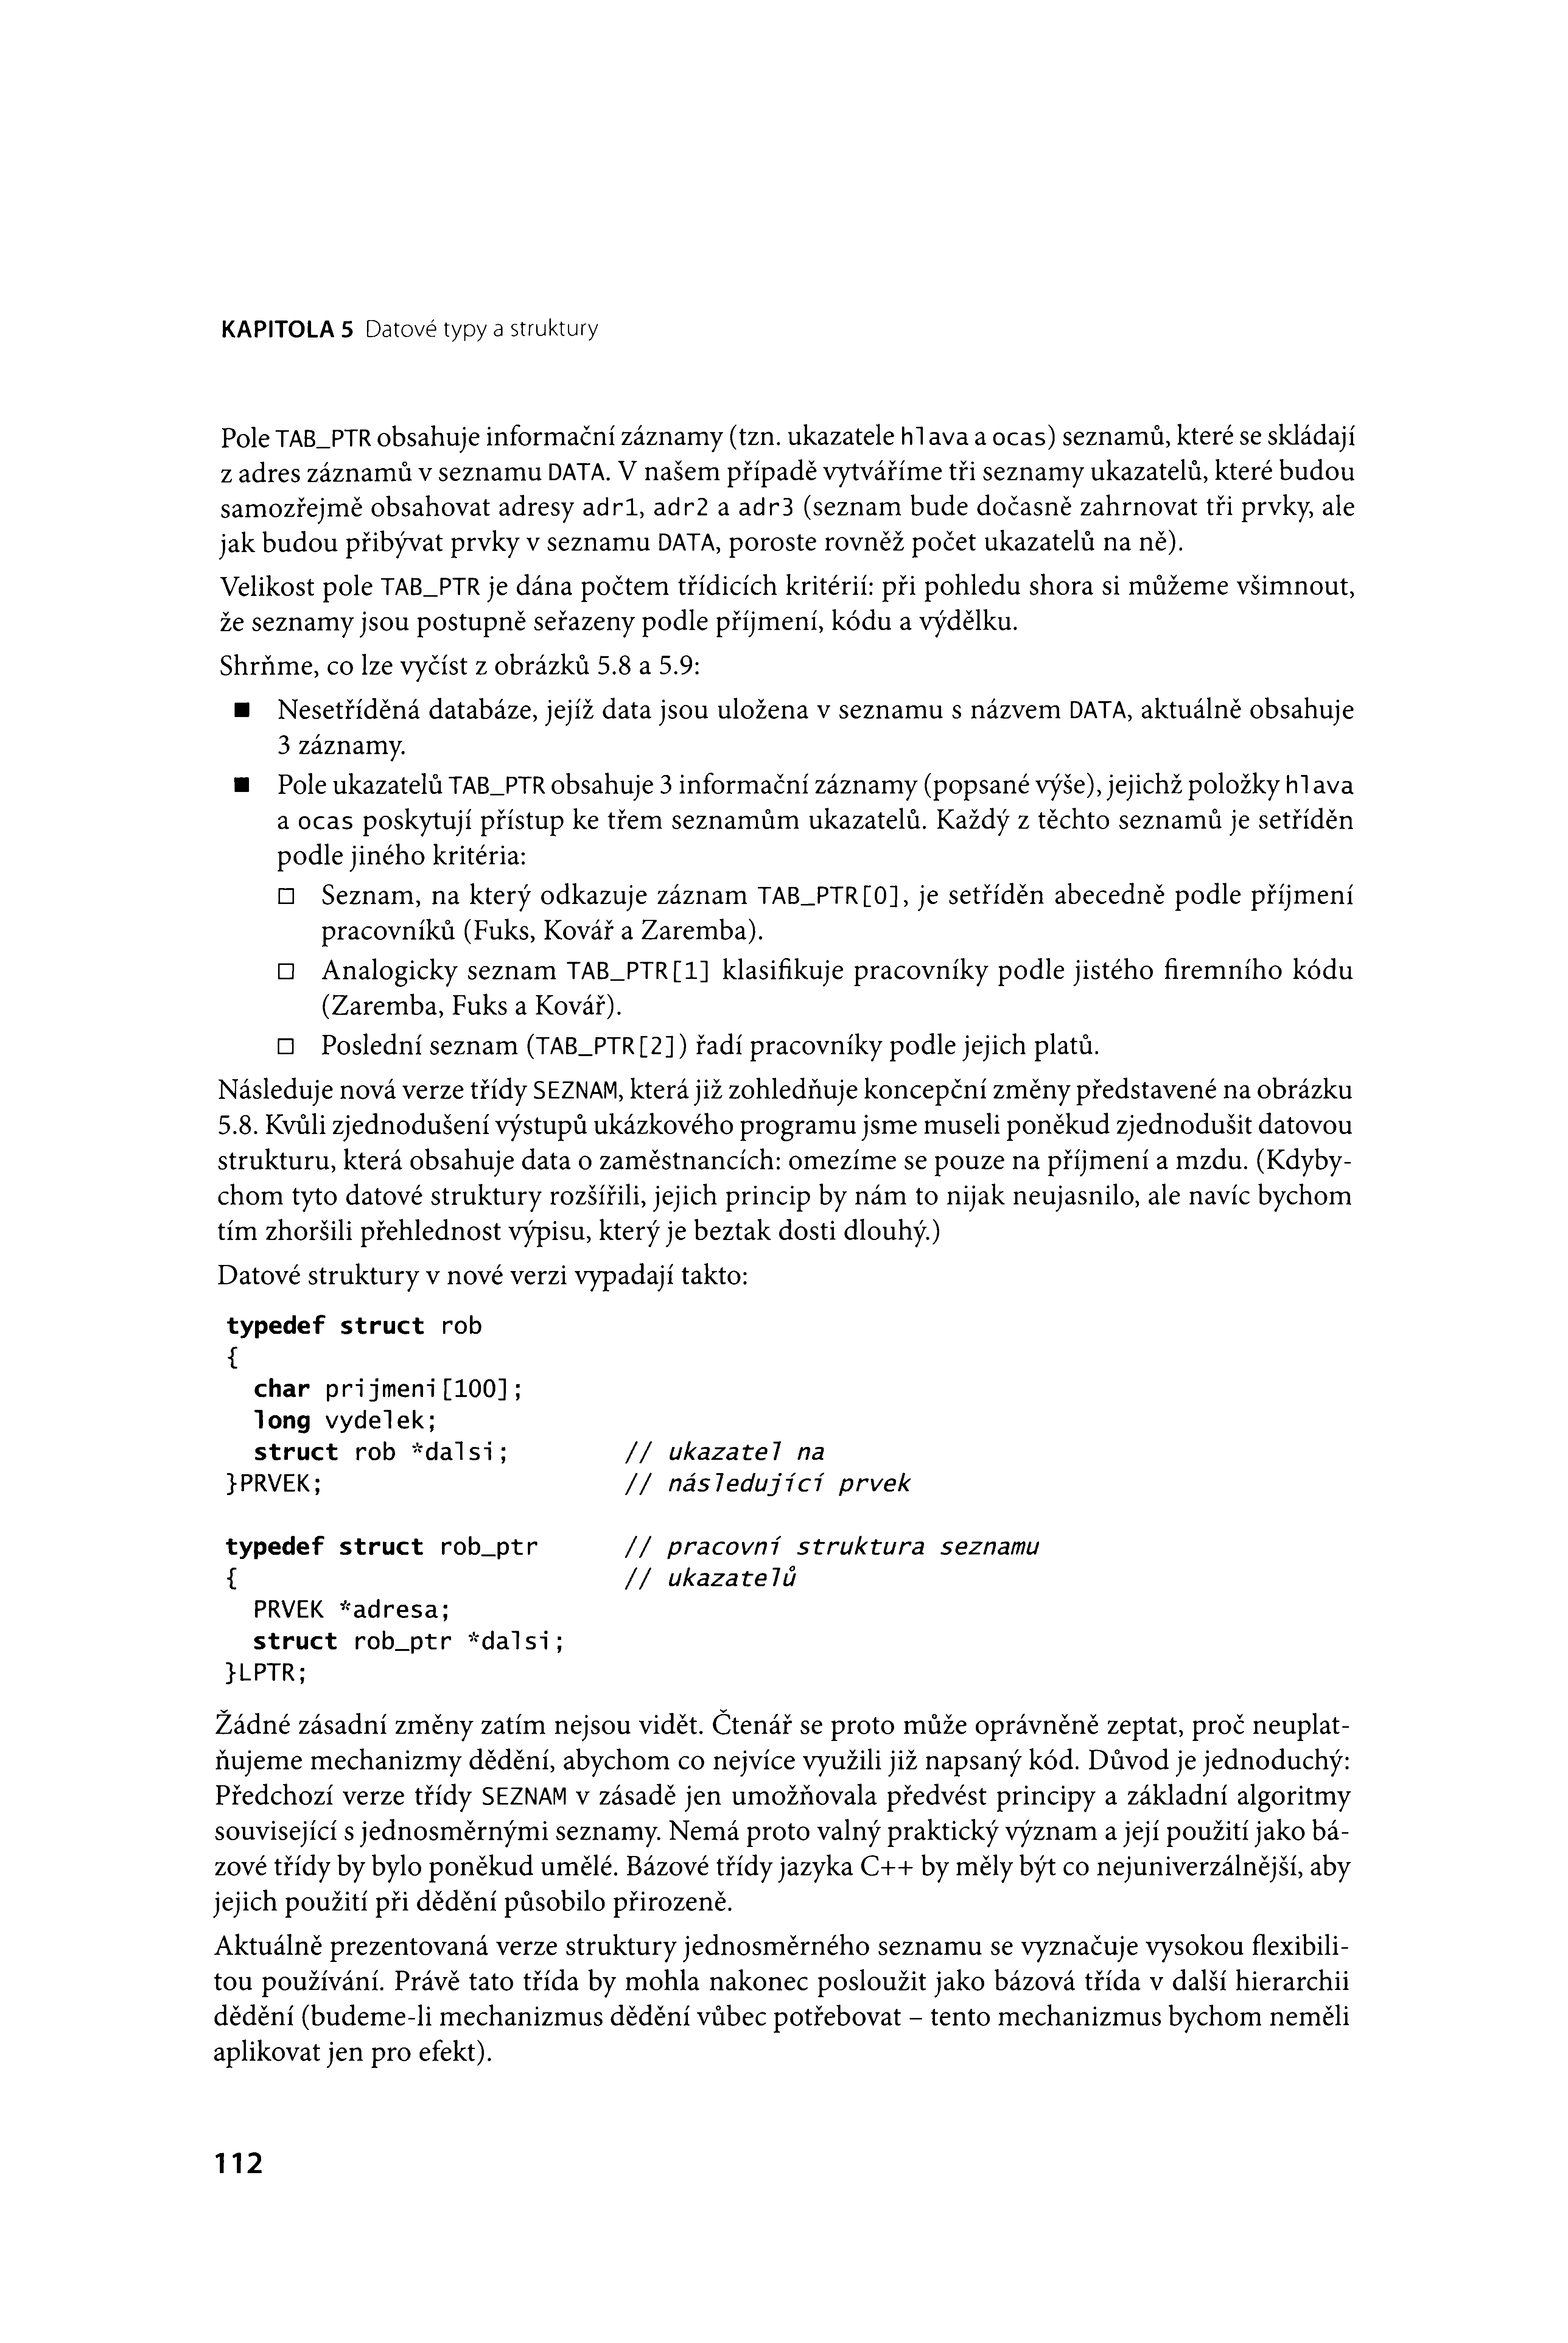 KAPITOLA 5 Datové typy a struktury
Pole TAB_PTR obsahuje informační záznamy (tzn. ukazatele hlava a ocas) seznamů, které se skládají
z adres záznamů v seznamu DATA. V našem případě vytváříme tři seznamy ukazatelů, které budou
samozřejmě obsahovat adresy adr1, adr2 a adr3 (seznam bude dočasně zahrnovat tři prvky, ale
jak budou přibývat prvky v seznamu DATA, poroste rovněž počet ukazatelů na ně).
Velikost pole TAB_PTR je dána počtem třídicích kritérií: při pohledu shora si můžeme všimnout,
že seznamy jsou postupně seřazeny podle příjmení, kódu a výdělku.
Shrňme, co lze vyčíst z obrázků 5.8 a 5.9:
■ Nesetříděná databáze, jejíž data jsou uložena v seznamu s názvem DATA, aktuálně obsahuje
3 záznamy.
■ Pole ukazatelů TAB_PTR obsahuje 3 informační záznamy (popsané výše), jejichž položky hlava
a ocas poskytují přístup ke třem seznamům ukazatelů. Každý z těchto seznamů je setříděn
podle jiného kritéria:
□ Seznam, na který odkazuje záznam TAB_PTR[0], je setříděn abecedně podle příjmení
pracovníků (Fuks, Kovář a Zaremba).
□ Analogicky seznam TAB_PTR[1] klasifikuje pracovníky podle jistého firemního kódu
(Zaremba, Fuks a Kovář).
□ Poslední seznam (TAB_PTR[2]) řadí pracovníky podle jejich platů.
Následuje nová verze třídy SEZNAM, která již zohledňuje koncepční změny představené na obrázku
5.8. Kvůli zjednodušení výstupů ukázkového programu jsme museli poněkud zjednodušit datovou
strukturu, která obsahuje data o zaměstnancích: omezíme se pouze na příjmení a mzdu. (Kdyby-
chom tyto datové struktury rozšířili, jejich princip by nám to nijak neujasnilo, ale navíc bychom
tím zhoršili přehlednost výpisu, který je beztak dosti dlouhý.)
Datové struktury v nové verzi vypadají takto:
typedef struct rob
{
char prijmeni[100];
long vydelek;
struct rob *dalsi; // ukazatel na
}PRVEK; // následující prvek
typedef struct rob_ptr // pracovní struktura seznamu
{ // ukazatelů
PRVEK *adresa;
struct rob_ptr *dalsi;
}LPTR;
Žádné zásadní změny zatím nejsou vidět. Čtenář se proto může oprávněně zeptat, proč neuplat-
ňujeme mechanizmy dědění, abychom co nejvíce využili již napsaný kód. Důvod je jednoduchý:
Předchozí verze třídy SEZNAM v zásadě jen umožňovala předvést principy a základní algoritmy
související s jednosměrnými seznamy. Nemá proto valný praktický význam a její použití jako bá-
zové třídy by bylo poněkud umělé. Bázové třídy jazyka C++ by měly být co nejuniverzálnější, aby
jejich použití při dědění působilo přirozeně.
Aktuálně prezentovaná verze struktury jednosměrného seznamu se vyznačuje vysokou flexibili-
tou používání. Právě tato třída by mohla nakonec posloužit jako bázová třída v další hierarchii
dědění (budeme-li mechanizmus dědění vůbec potřebovat – tento mechanizmus bychom neměli
aplikovat jen pro efekt).
112